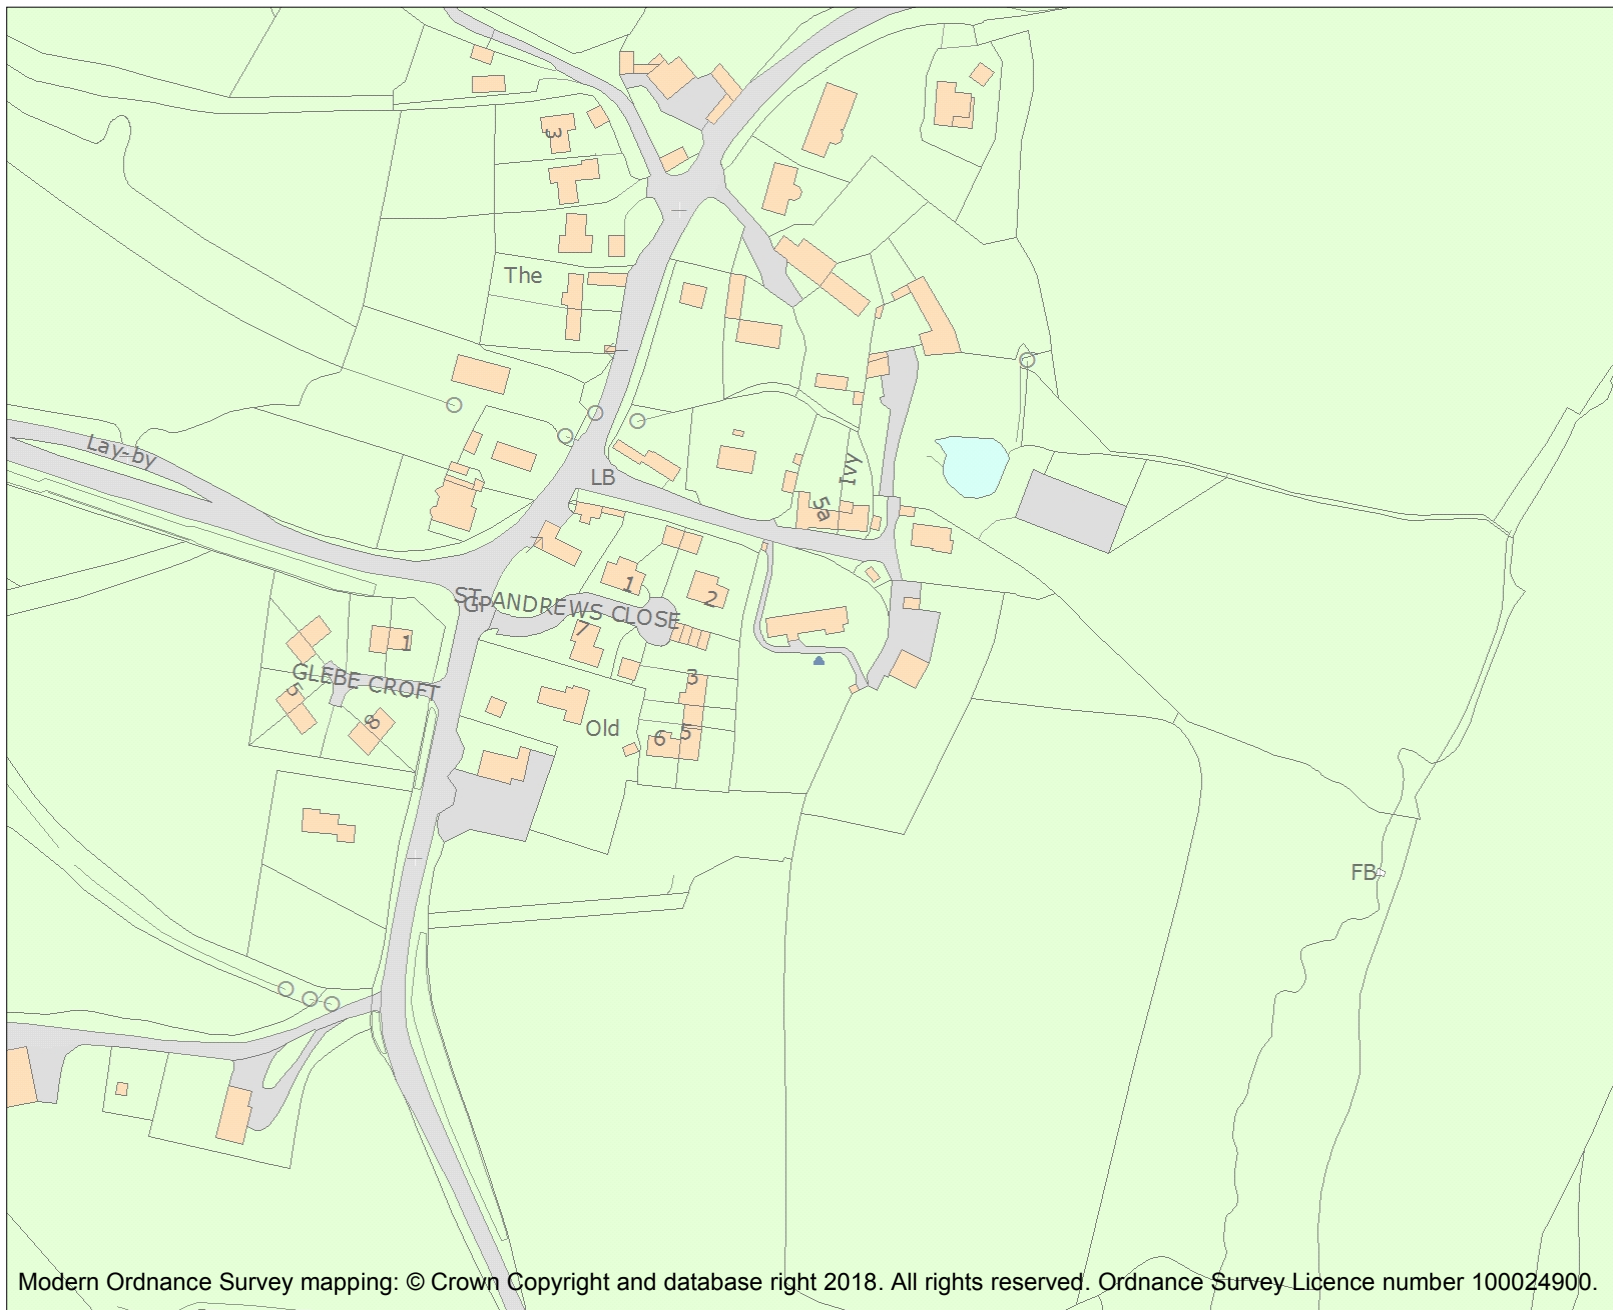 3
The
Lay-by
LB
Ivy
5a
1
2
ST. ANDREWS CLOSE
GP
7
1
GLEBE CROFT
5
8
3
Old
6
5
FB
Modern Ordnance Survey mapping: © Crown Copyright and database right 2018. All rights reserved. Ordnance Survey Licence number 100024900.